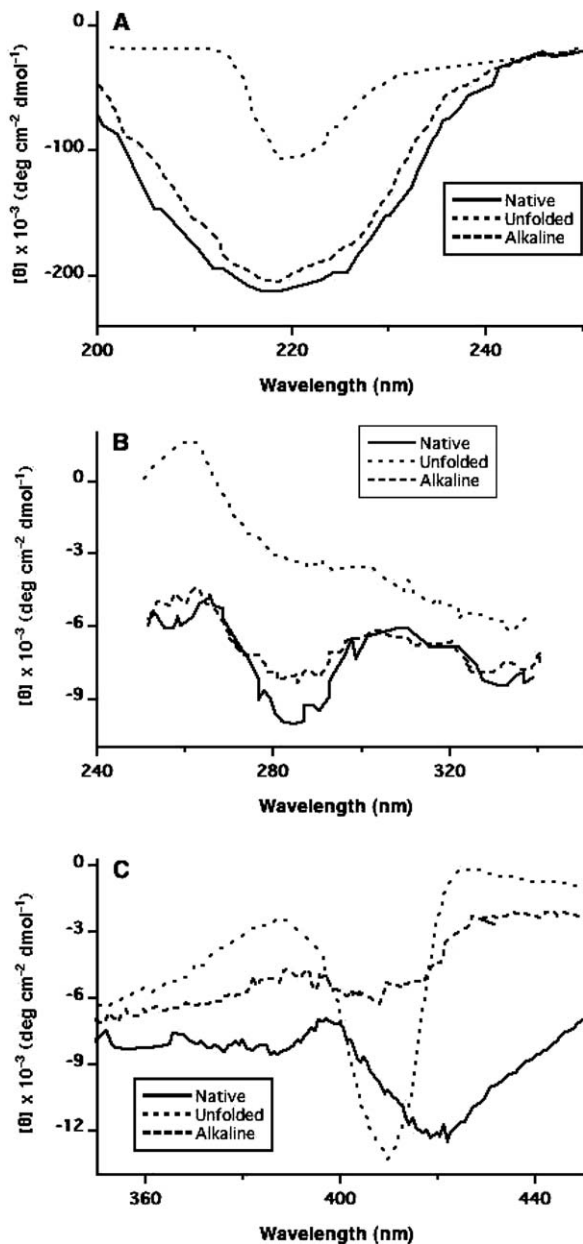 A
0
-100
-200
[θ] x 10⁻³ (deg cm⁻² dmol⁻¹)
Native
Unfolded
Alkaline
200 220 240
Wavelength (nm)
B
0
-3
-6
-9
[θ] x 10⁻³ (deg cm⁻² dmol⁻¹)
Native
Unfolded
Alkaline
240 280 320
Wavelength (nm)
C
0
-3
-6
-9
-12
[θ] x 10⁻³ (deg cm⁻² dmol⁻¹)
Native
Unfolded
Alkaline
360 400 440
Wavelength (nm)